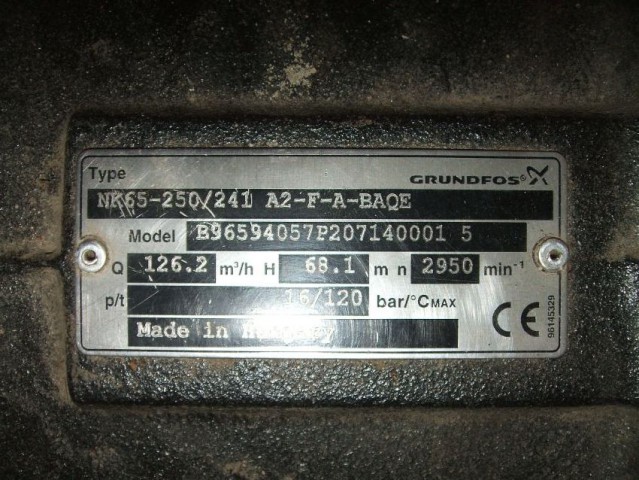 Type GRUNDFOS
NK65-250/241 A2-F-A-BAQE
Model B96594057P207140001 5
Q 126.2 m³/h H 68.1 m n 2950 min⁻¹
p/t 16/120 bar/°CMAX
Made in
CE
96145329